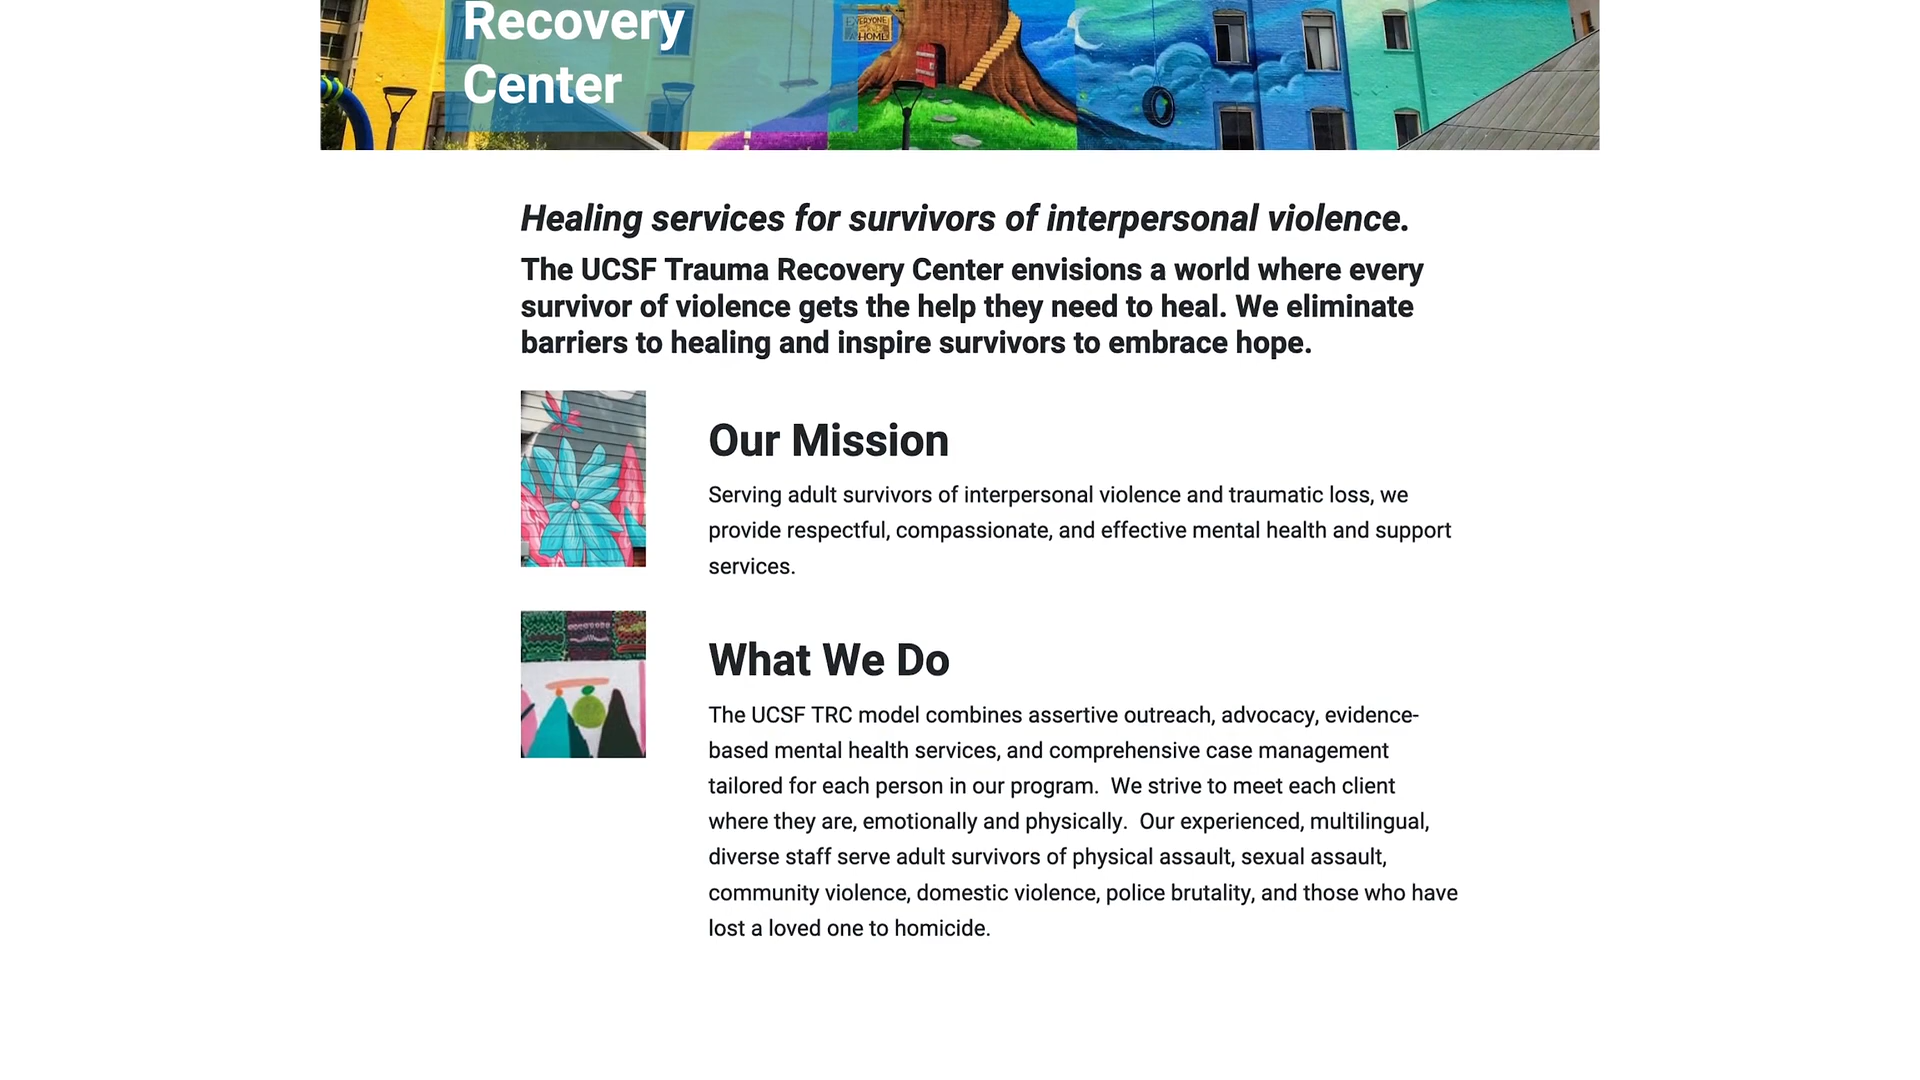 Recovery
Center
EVERYONE
HOME
Healing services for survivors of interpersonal violence.
The UCSF Trauma Recovery Center envisions a world where every
survivor of violence gets the help they need to heal. We eliminate
barriers to healing and inspire survivors to embrace hope.
Our Mission
Serving adult survivors of interpersonal violence and traumatic loss, we
provide respectful, compassionate, and effective mental health and support
services.
What We Do
The UCSF TRC model combines assertive outreach, advocacy, evidence-
based mental health services, and comprehensive case management
tailored for each person in our program.  We strive to meet each client
where they are, emotionally and physically.  Our experienced, multilingual,
diverse staff serve adult survivors of physical assault, sexual assault,
community violence, domestic violence, police brutality, and those who have
lost a loved one to homicide.